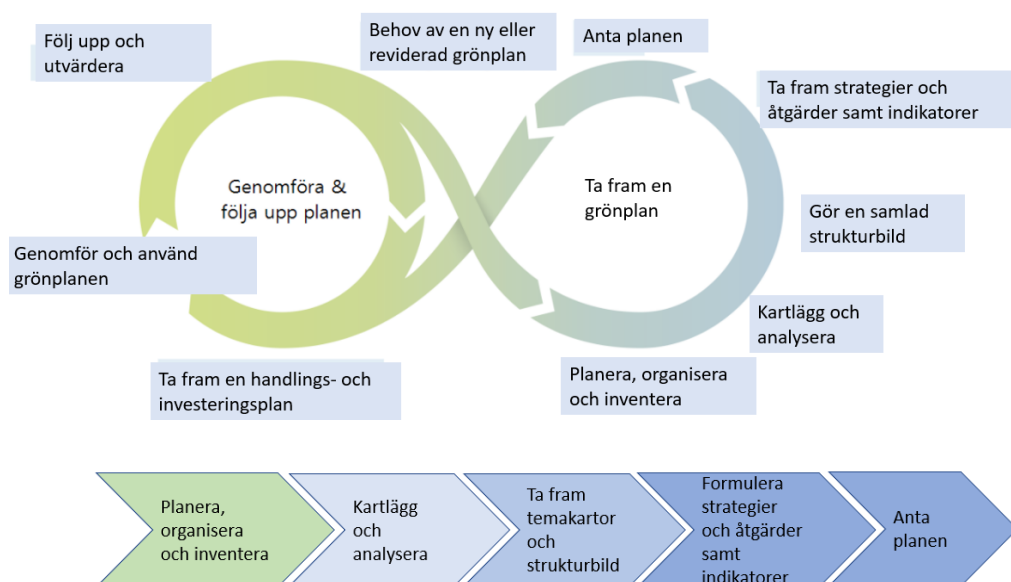 Följ upp och
utvärdera
Behov av en ny eller
reviderad grönplan
Anta planen
Ta fram strategier och
åtgärder samt indikatorer
Genomföra &
följa upp planen
Ta fram en
grönplan
Gör en samlad
strukturbild
Genomför och använd
grönplanen
Kartlägg och
analysera
Ta fram en handlings- och
investeringsplan
Planera, organisera
och inventera
Planera,
organisera
och inventera
Kartlägg
och
analysera
Ta fram
temakartor
och
strukturbild
Formulera
strategier
och åtgärder
samt
indikatorer
Anta
planen